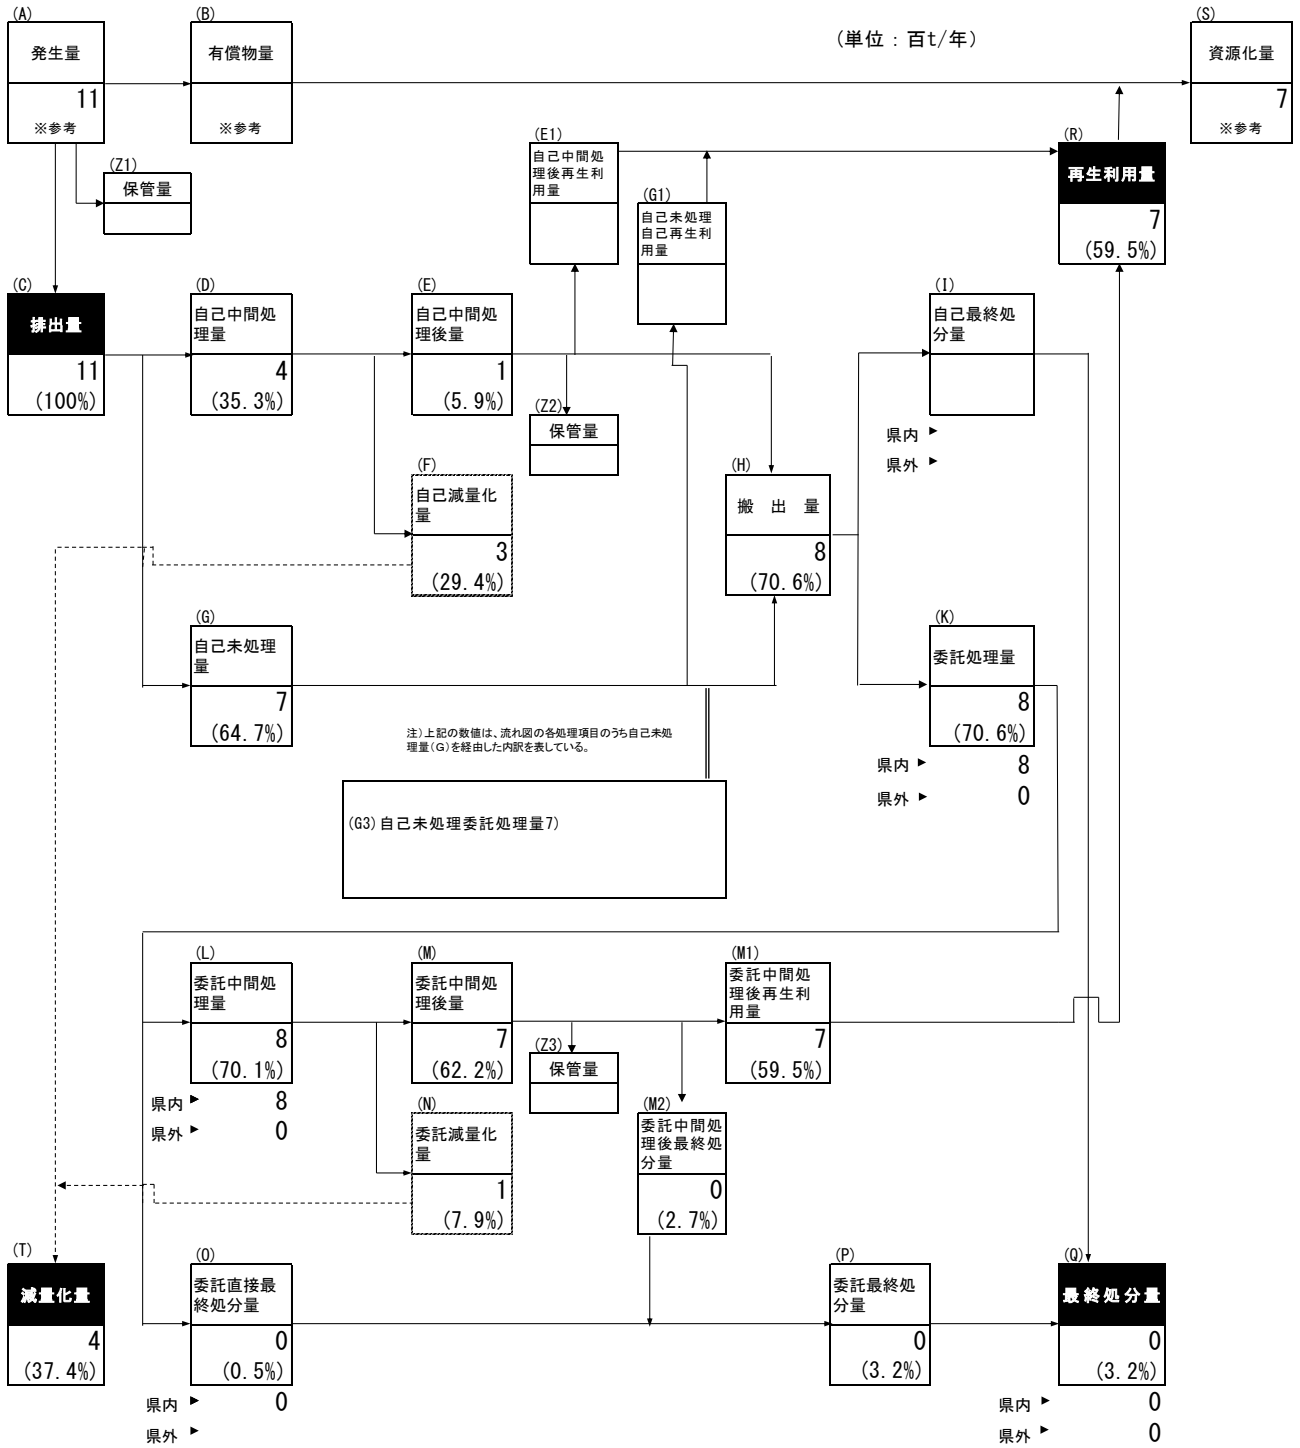 (A)
発生量
11
※参考
(B)
有償物量
※参考
(単位：百t/年)
(S)
資源化量
7
※参考
(Z1)
保管量
(E1)
自己中間処
理後再生利
用量
(G1)
自己未処理
自己再生利
用量
(R)
再生利用量
7
(59.5%)
(C)
排出量
11
(100%)
(D)
自己中間処
理量
4
(35.3%)
(E)
自己中間処
理後量
1
(5.9%)
(Z2)
保管量
(I)
自己最終処
分量
県内
県外
(F)
自己減量化
量
3
(29.4%)
(H)
搬　出　量
8
(70.6%)
(G)
自己未処理
量
7
(64.7%)
(K)
委託処理量
8
(70.6%)
県内 8
県外 0
注)上記の数値は、流れ図の各処理項目のうち自己未処
理量(G)を経由した内訳を表している。
(G3)自己未処理委託処理量7)
(L)
委託中間処
理量
8
(70.1%)
県内 8
県外 0
(M)
委託中間処
理後量
7
(62.2%)
(Z3)
保管量
(M1)
委託中間処
理後再生利
用量
7
(59.5%)
(N)
委託減量化
量
1
(7.9%)
(M2)
委託中間処
理後最終処
分量
0
(2.7%)
(T)
減量化量
4
(37.4%)
(O)
委託直接最
終処分量
0
(0.5%)
県内 0
県外
(P)
委託最終処
分量
0
(3.2%)
(Q)
最終処分量
0
(3.2%)
県内 0
県外 0